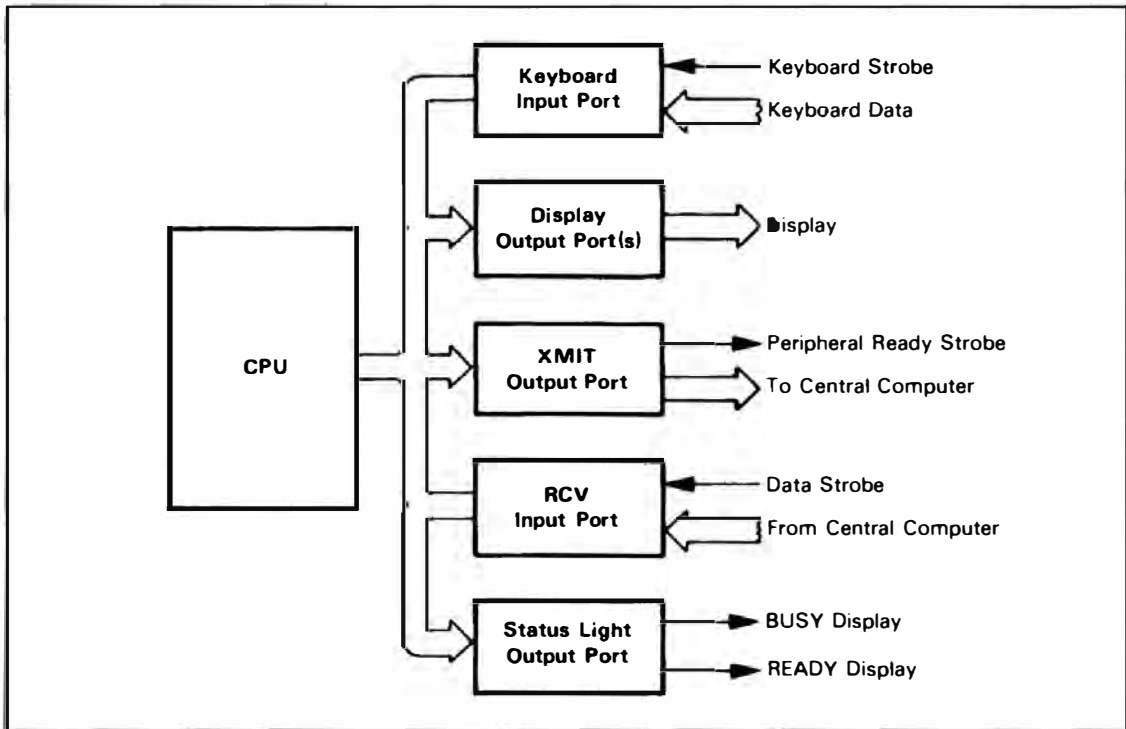 Keyboard
Input Port
Keyboard Strobe
Keyboard Data
Display
Output Port(s)
Display
CPU
XMIT
Output Port
Peripheral Ready Strobe
To Central Computer
RCV
Input Port
Data Strobe
From Central Computer
Status Light
Output Port
BUSY Display
READY Display